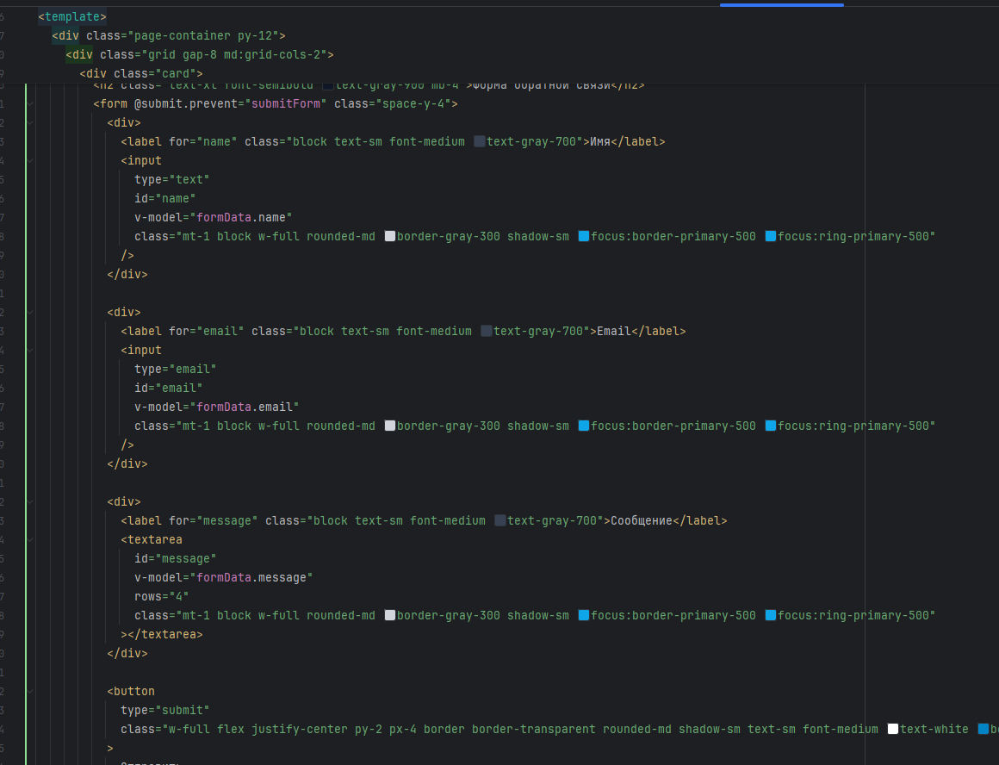 <template>
<div class="page-container py-12">
<div class="grid gap-8 md:grid-cols-2">
<div class="card">
<h2 class="text-xl font-semibold text-gray-900 mb-4">Форма обратной связи</h2>
<form @submit.prevent="submitForm" class="space-y-4">
<div>
<label for="name" class="block text-sm font-medium text-gray-700">Имя</label>
<input
type="text"
id="name"
v-model="formData.name"
class="mt-1 block w-full rounded-md border-gray-300 shadow-sm focus:border-primary-500 focus:ring-primary-500"
/>
</div>
<div>
<label for="email" class="block text-sm font-medium text-gray-700">Email</label>
<input
type="email"
id="email"
v-model="formData.email"
class="mt-1 block w-full rounded-md border-gray-300 shadow-sm focus:border-primary-500 focus:ring-primary-500"
/>
</div>
<div>
<label for="message" class="block text-sm font-medium text-gray-700">Сообщение</label>
<textarea
id="message"
v-model="formData.message"
rows="4"
class="mt-1 block w-full rounded-md border-gray-300 shadow-sm focus:border-primary-500 focus:ring-primary-500"
></textarea>
</div>
<button
type="submit"
class="w-full flex justify-center py-2 px-4 border border-transparent rounded-md shadow-sm text-sm font-medium text-white
>